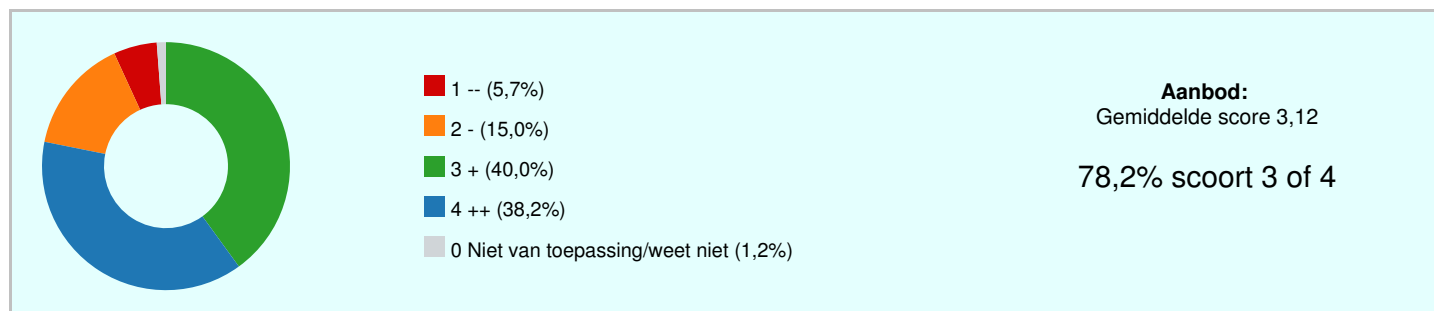 1 -- (5,7%)
2 - (15,0%)
3 + (40,0%)
4 ++ (38,2%)
0 Niet van toepassing/weet niet (1,2%)
Aanbod:
Gemiddelde score 3,12
78,2% scoort 3 of 4